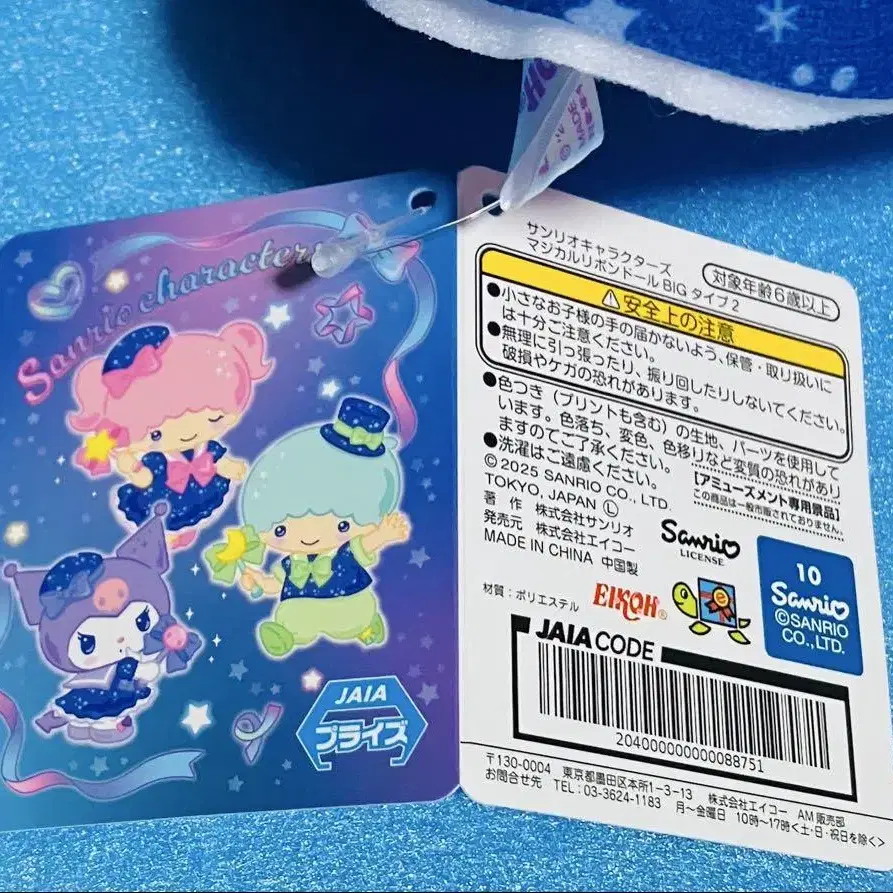 Sanrio characters
JAIA
プライズ
サンリオキャラクターズ
マジカルリボンドール BIG タイプ2
対象年齢6歳以上
安全上の注意
●小さなお子様の手の届かないよう、保管・取り扱いに
は十分ご注意ください。
●無理に引っ張ったり、振り回したりしないでください。
破損やケガの恐れがあります。
●色つき(プリントも含む)の生地、パーツを使用して
います。色落ち、変色、色移りなど変質の恐れがあり
ますのでご了承ください。
●洗濯はご遠慮ください。
【アミューズメント専用景品】
この商品は一般市販されておりません。
©2025 SANRIO CO., LTD.
TOKYO, JAPAN Ⓛ
著 作 株式会社サンリオ
発売元 株式会社エイコー
MADE IN CHINA 中国製
Sanrio
LICENSE
10
Sanrio
©SANRIO
CO.,LTD.
材質:ポリエステル
EIKOH®
JAIA CODE
2040000000000088751
〒130-0004 東京都墨田区本所1-3-13 株式会社エイコー AM販売部
お問合せ先 TEL:03-3624-1183 月~金曜日 10時~17時<土・日・祝日を除く>